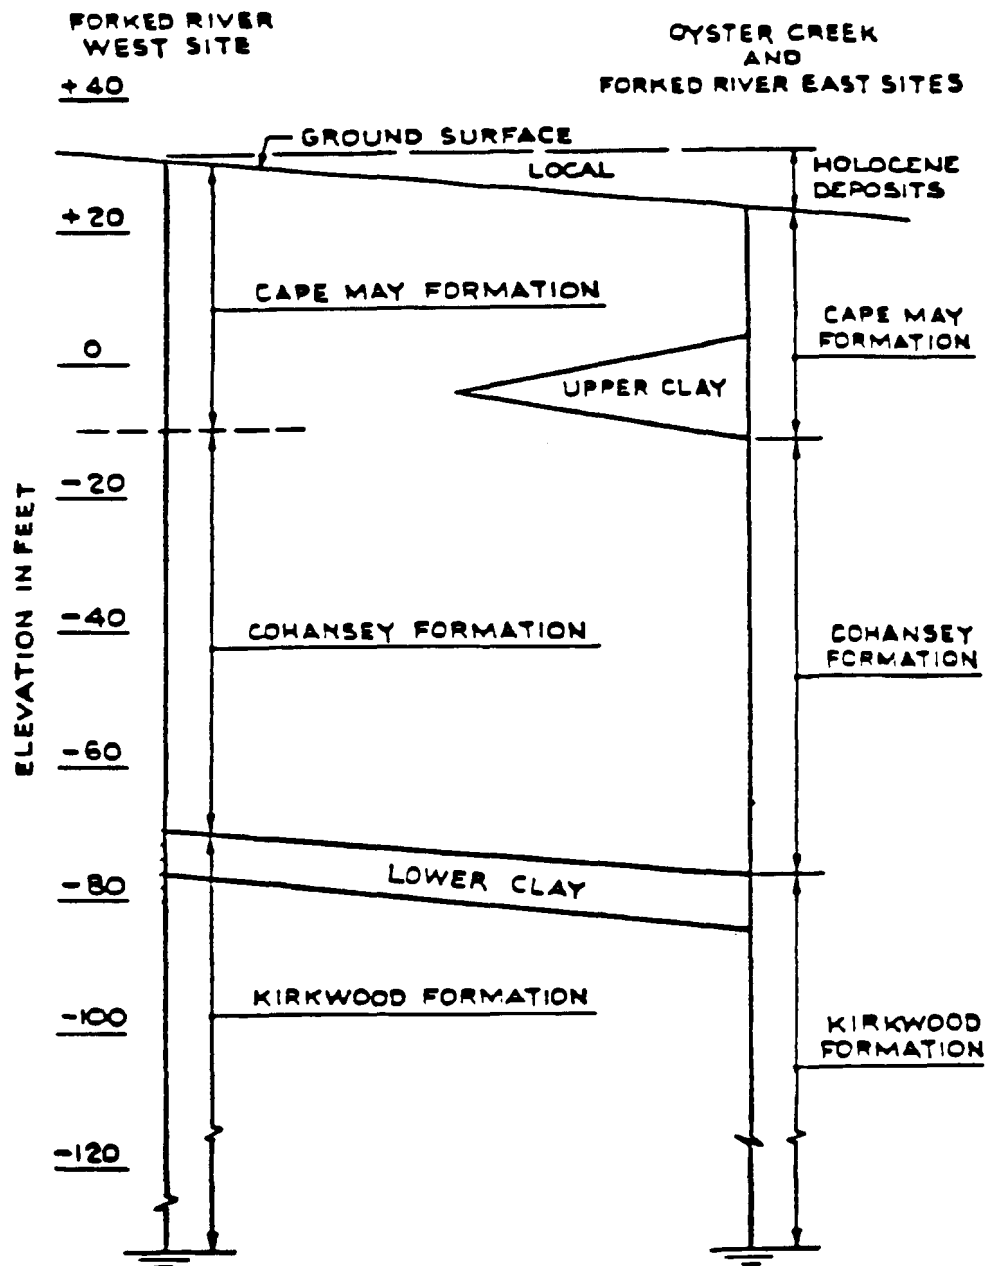 FORKED RIVER
WEST SITE
OYSTER CREEK
AND
FORKED RIVER EAST SITES
+40
GROUND SURFACE
LOCAL
HOLOCENE
DEPOSITS
+20
CAPE MAY FORMATION
CAPE MAY
FORMATION
0
UPPER CLAY
-20
ELEVATION IN FEET
-40
COHANSEY FORMATION
COHANSEY
FORMATION
-60
-80
LOWER CLAY
KIRKWOOD FORMATION
-100
KIRKWOOD
FORMATION
-120